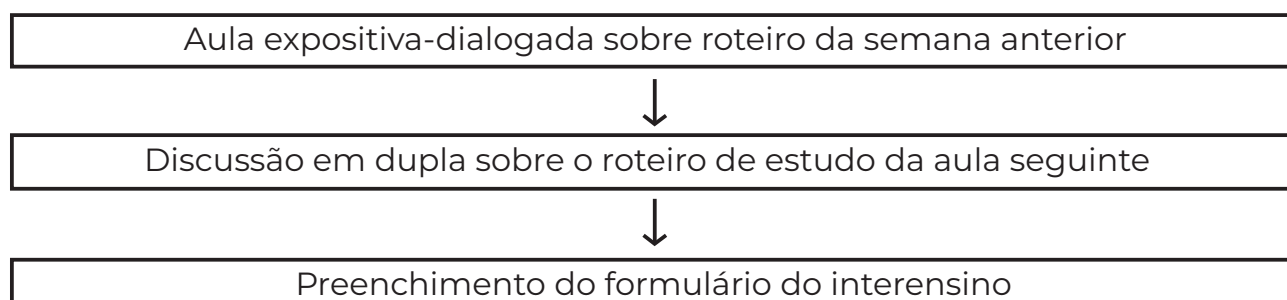 Aula expositiva-dialogada sobre roteiro da semana anterior
Discussão em dupla sobre o roteiro de estudo da aula seguinte
Preenchimento do formulário do interensino